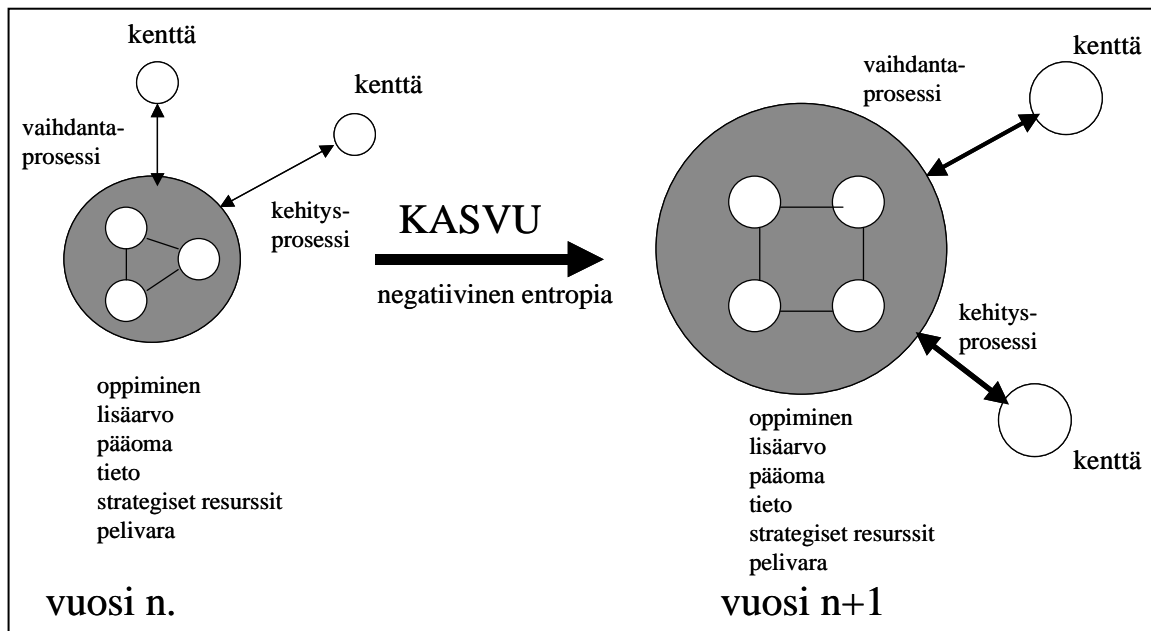 kenttä
kenttä
vaihdanta-
prosessi
kehitys-
prosessi
oppiminen
lisäarvo
pääoma
tieto
strategiset resurssit
pelivara
vuosi n.
KASVU
negatiivinen entropia
kenttä
vaihdanta-
prosessi
kehitys-
prosessi
kenttä
oppiminen
lisäarvo
pääoma
tieto
strategiset resurssit
pelivara
vuosi n+1